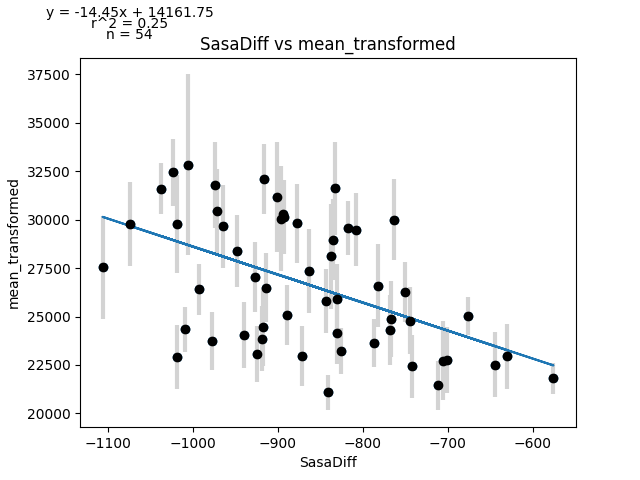 y = -14.45x + 14161.75
r^2 = 0.25
n = 54
SasaDiff vs mean_transformed
37500
35000
32500
30000
27500
25000
22500
20000
mean_transformed
−1100
−1000
−900
−800
−700
−600
SasaDiff